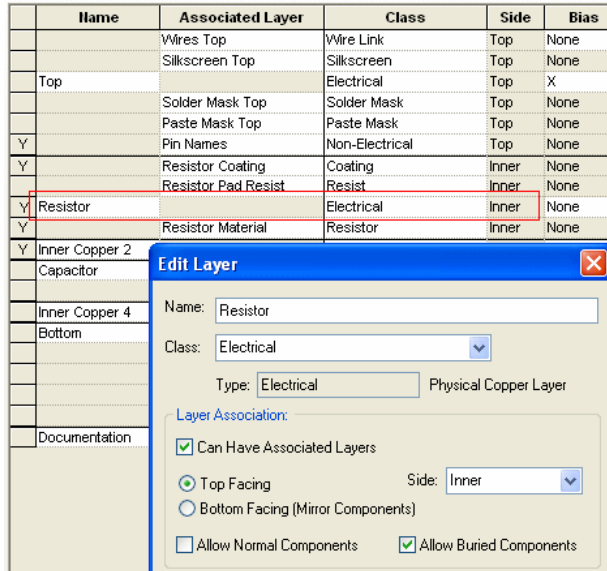 Name Associated Layer Class Side Bias
Wires Top Wire Link Top None
Silkscreen Top Silkscreen Top None
Top Electrical Top X
Solder Mask Top Solder Mask Top None
Paste Mask Top Paste Mask Top None
Y Pin Names Non-Electrical Top None
Y Resistor Coating Coating Inner None
Resistor Pad Resist Resist Inner None
Y Resistor Electrical Inner None
Y Resistor Material Resistor Inner None
Y Inner Copper 2
Capacitor
Inner Copper 4
Bottom
Documentation
Edit Layer
Name: Resistor
Class: Electrical
Type: Electrical Physical Copper Layer
Layer Association:
Can Have Associated Layers
Top Facing Side: Inner
Bottom Facing (Mirror Components)
Allow Normal Components Allow Buried Components